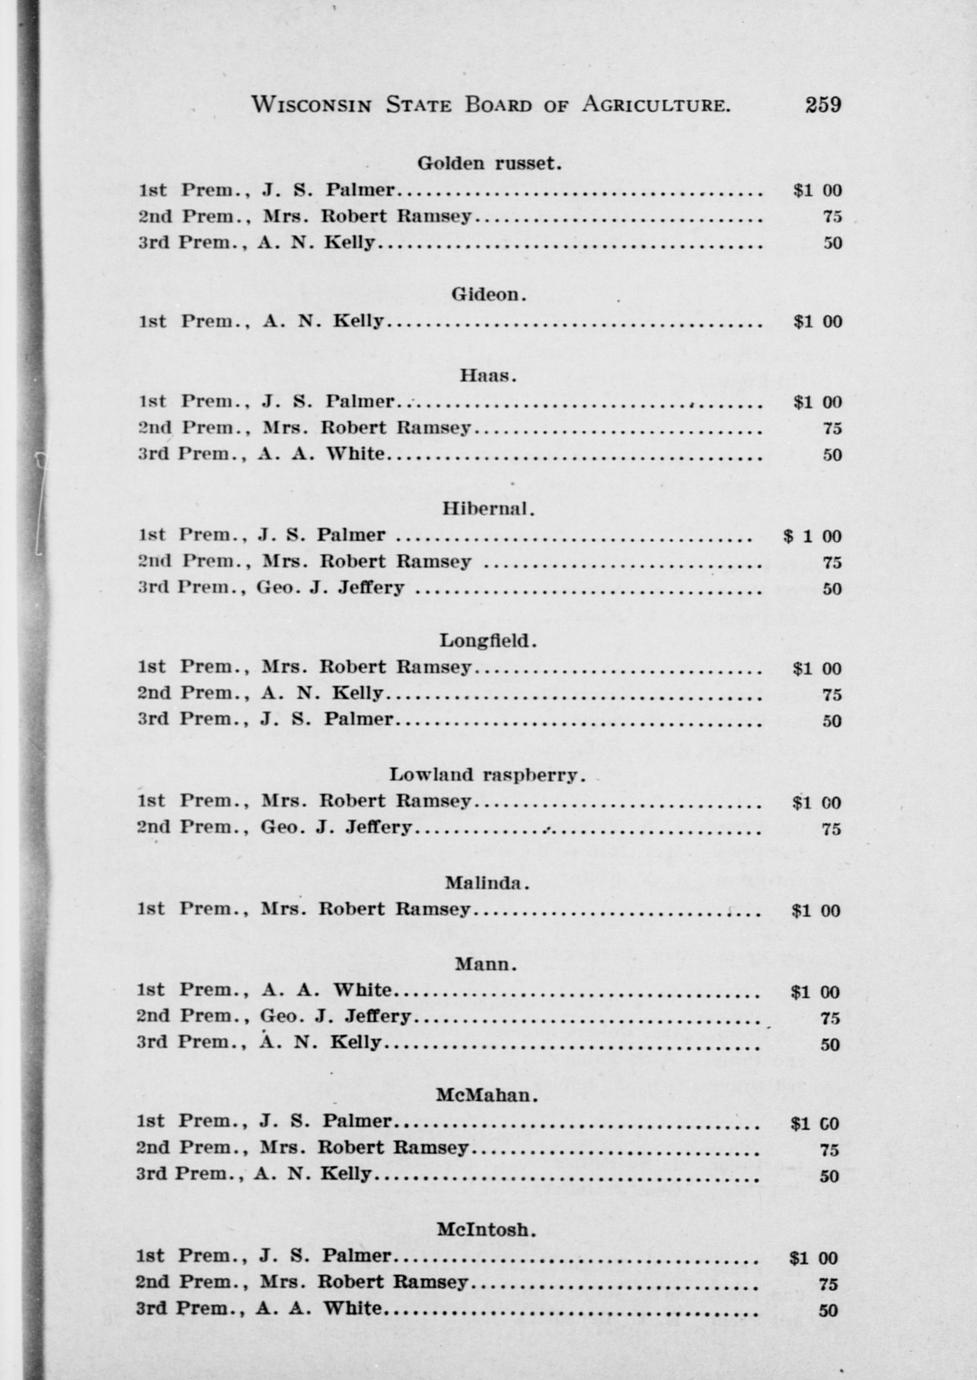 WISCONSIN STATE BOARD OF AGRICULTURE. 259
Golden russet.
1st Prem., J. S. Palmer...................................... $1 00
2nd Prem., Mrs. Robert Ramsey.............................. 75
3rd Prem., A. N. Kelly........................................ 50
Gideon.
1st Prem., A. N. Kelly....................................... $1 00
Haas.
1st Prem., J. S. Palmer...................................... $1 00
2nd Prem., Mrs. Robert Ramsey.............................. 75
3rd Prem., A. A. White....................................... 50
Hibernal.
1st Prem., J. S. Palmer ..................................... $ 1 00
2nd Prem., Mrs. Robert Ramsey ............................. 75
3rd Prem., Geo. J. Jeffery .................................... 50
Longfield.
1st Prem., Mrs. Robert Ramsey.............................. $1 00
2nd Prem., A. N. Kelly....................................... 75
3rd Prem., J. S. Palmer...................................... 50
Lowland raspberry.
1st Prem., Mrs. Robert Ramsey.............................. $1 00
2nd Prem., Geo. J. Jeffery.................................... 75
Malinda.
1st Prem., Mrs. Robert Ramsey.............................. $1 00
Mann.
1st Prem., A. A. White...................................... $1 00
2nd Prem., Geo. J. Jeffery.................................... 75
3rd Prem., A. N. Kelly....................................... 50
McMahan.
1st Prem., J. S. Palmer...................................... $1 00
2nd Prem., Mrs. Robert Ramsey.............................. 75
3rd Prem., A. N. Kelly........................................ 50
McIntosh.
1st Prem., J. S. Palmer...................................... $1 00
2nd Prem., Mrs. Robert Ramsey.............................. 75
3rd Prem., A. A. White....................................... 50